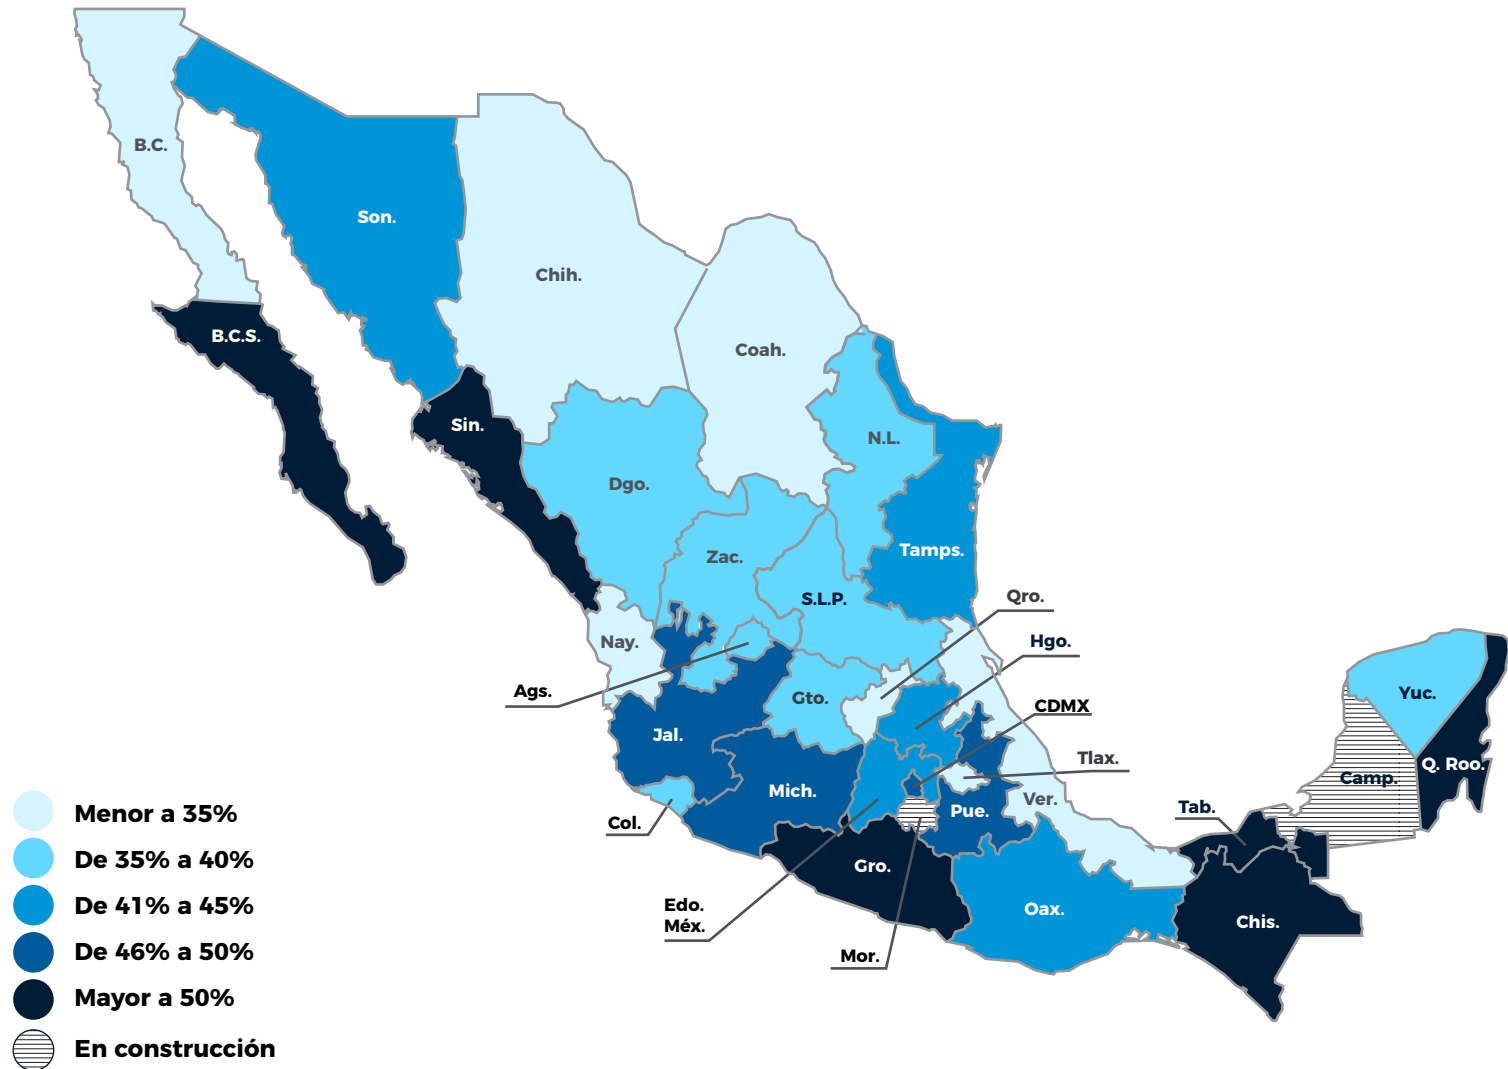 B.C.
Son.
Chih.
B.C.S.
Coah.
Sin.
N.L.
Dgo.
Tamps.
Zac.
S.L.P.
Qro.
Nay.
Hgo.
Ags.
Gto.
Yuc.
CDMX
Jal.
Tlax.
Q. Roo.
Camp.
Mich.
Ver.
Tab.
Pue.
Col.
Gro.
Edo.
Méx.
Oax.
Chis.
Mor.
Menor a 35%
De 35% a 40%
De 41% a 45%
De 46% a 50%
Mayor a 50%
En construcción